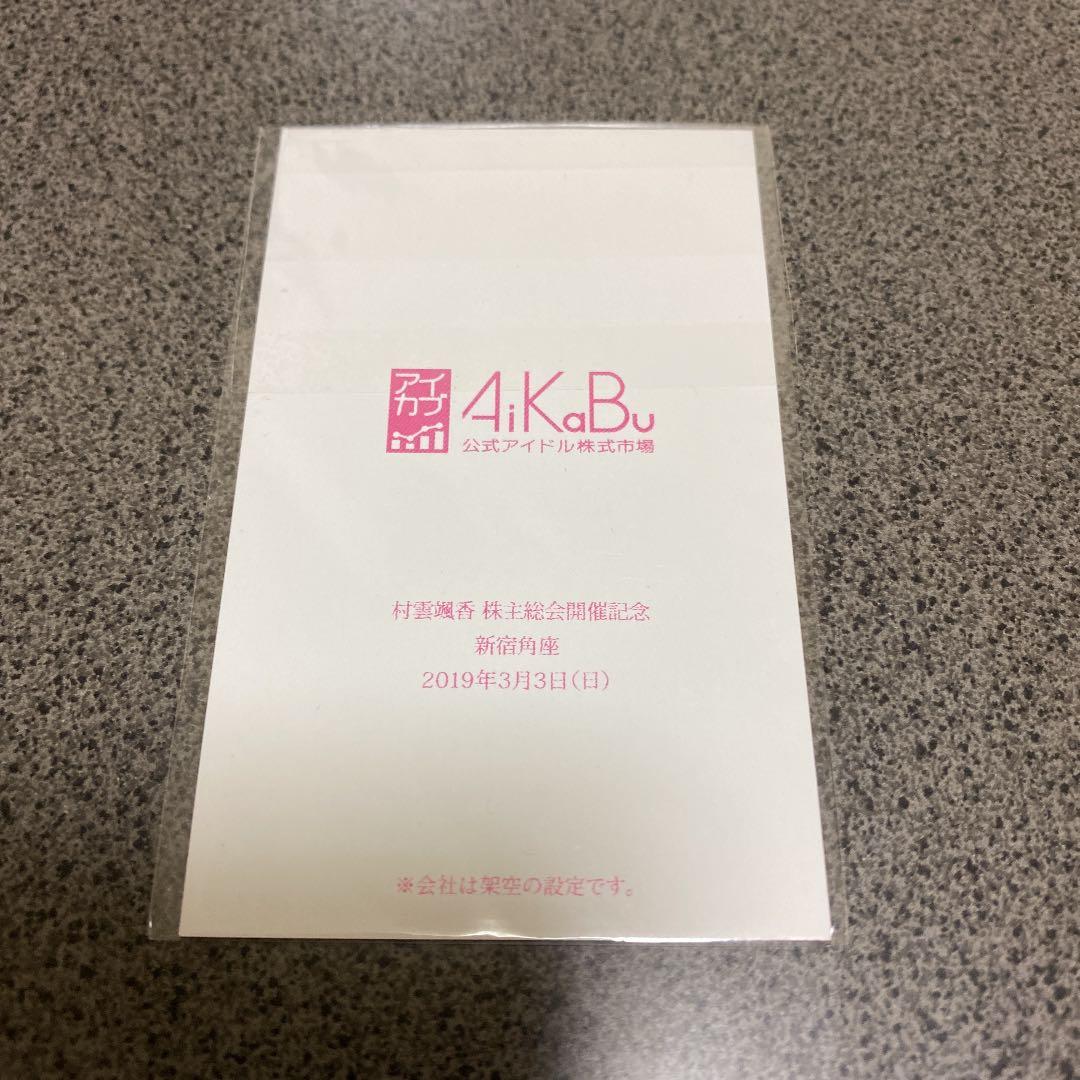 アイ
カブ
AiKaBu
公式アイドル株式市場
村雲颯香 株主総会開催記念
新宿角座
2019年3月3日(日)
※会社は架空の設定です。